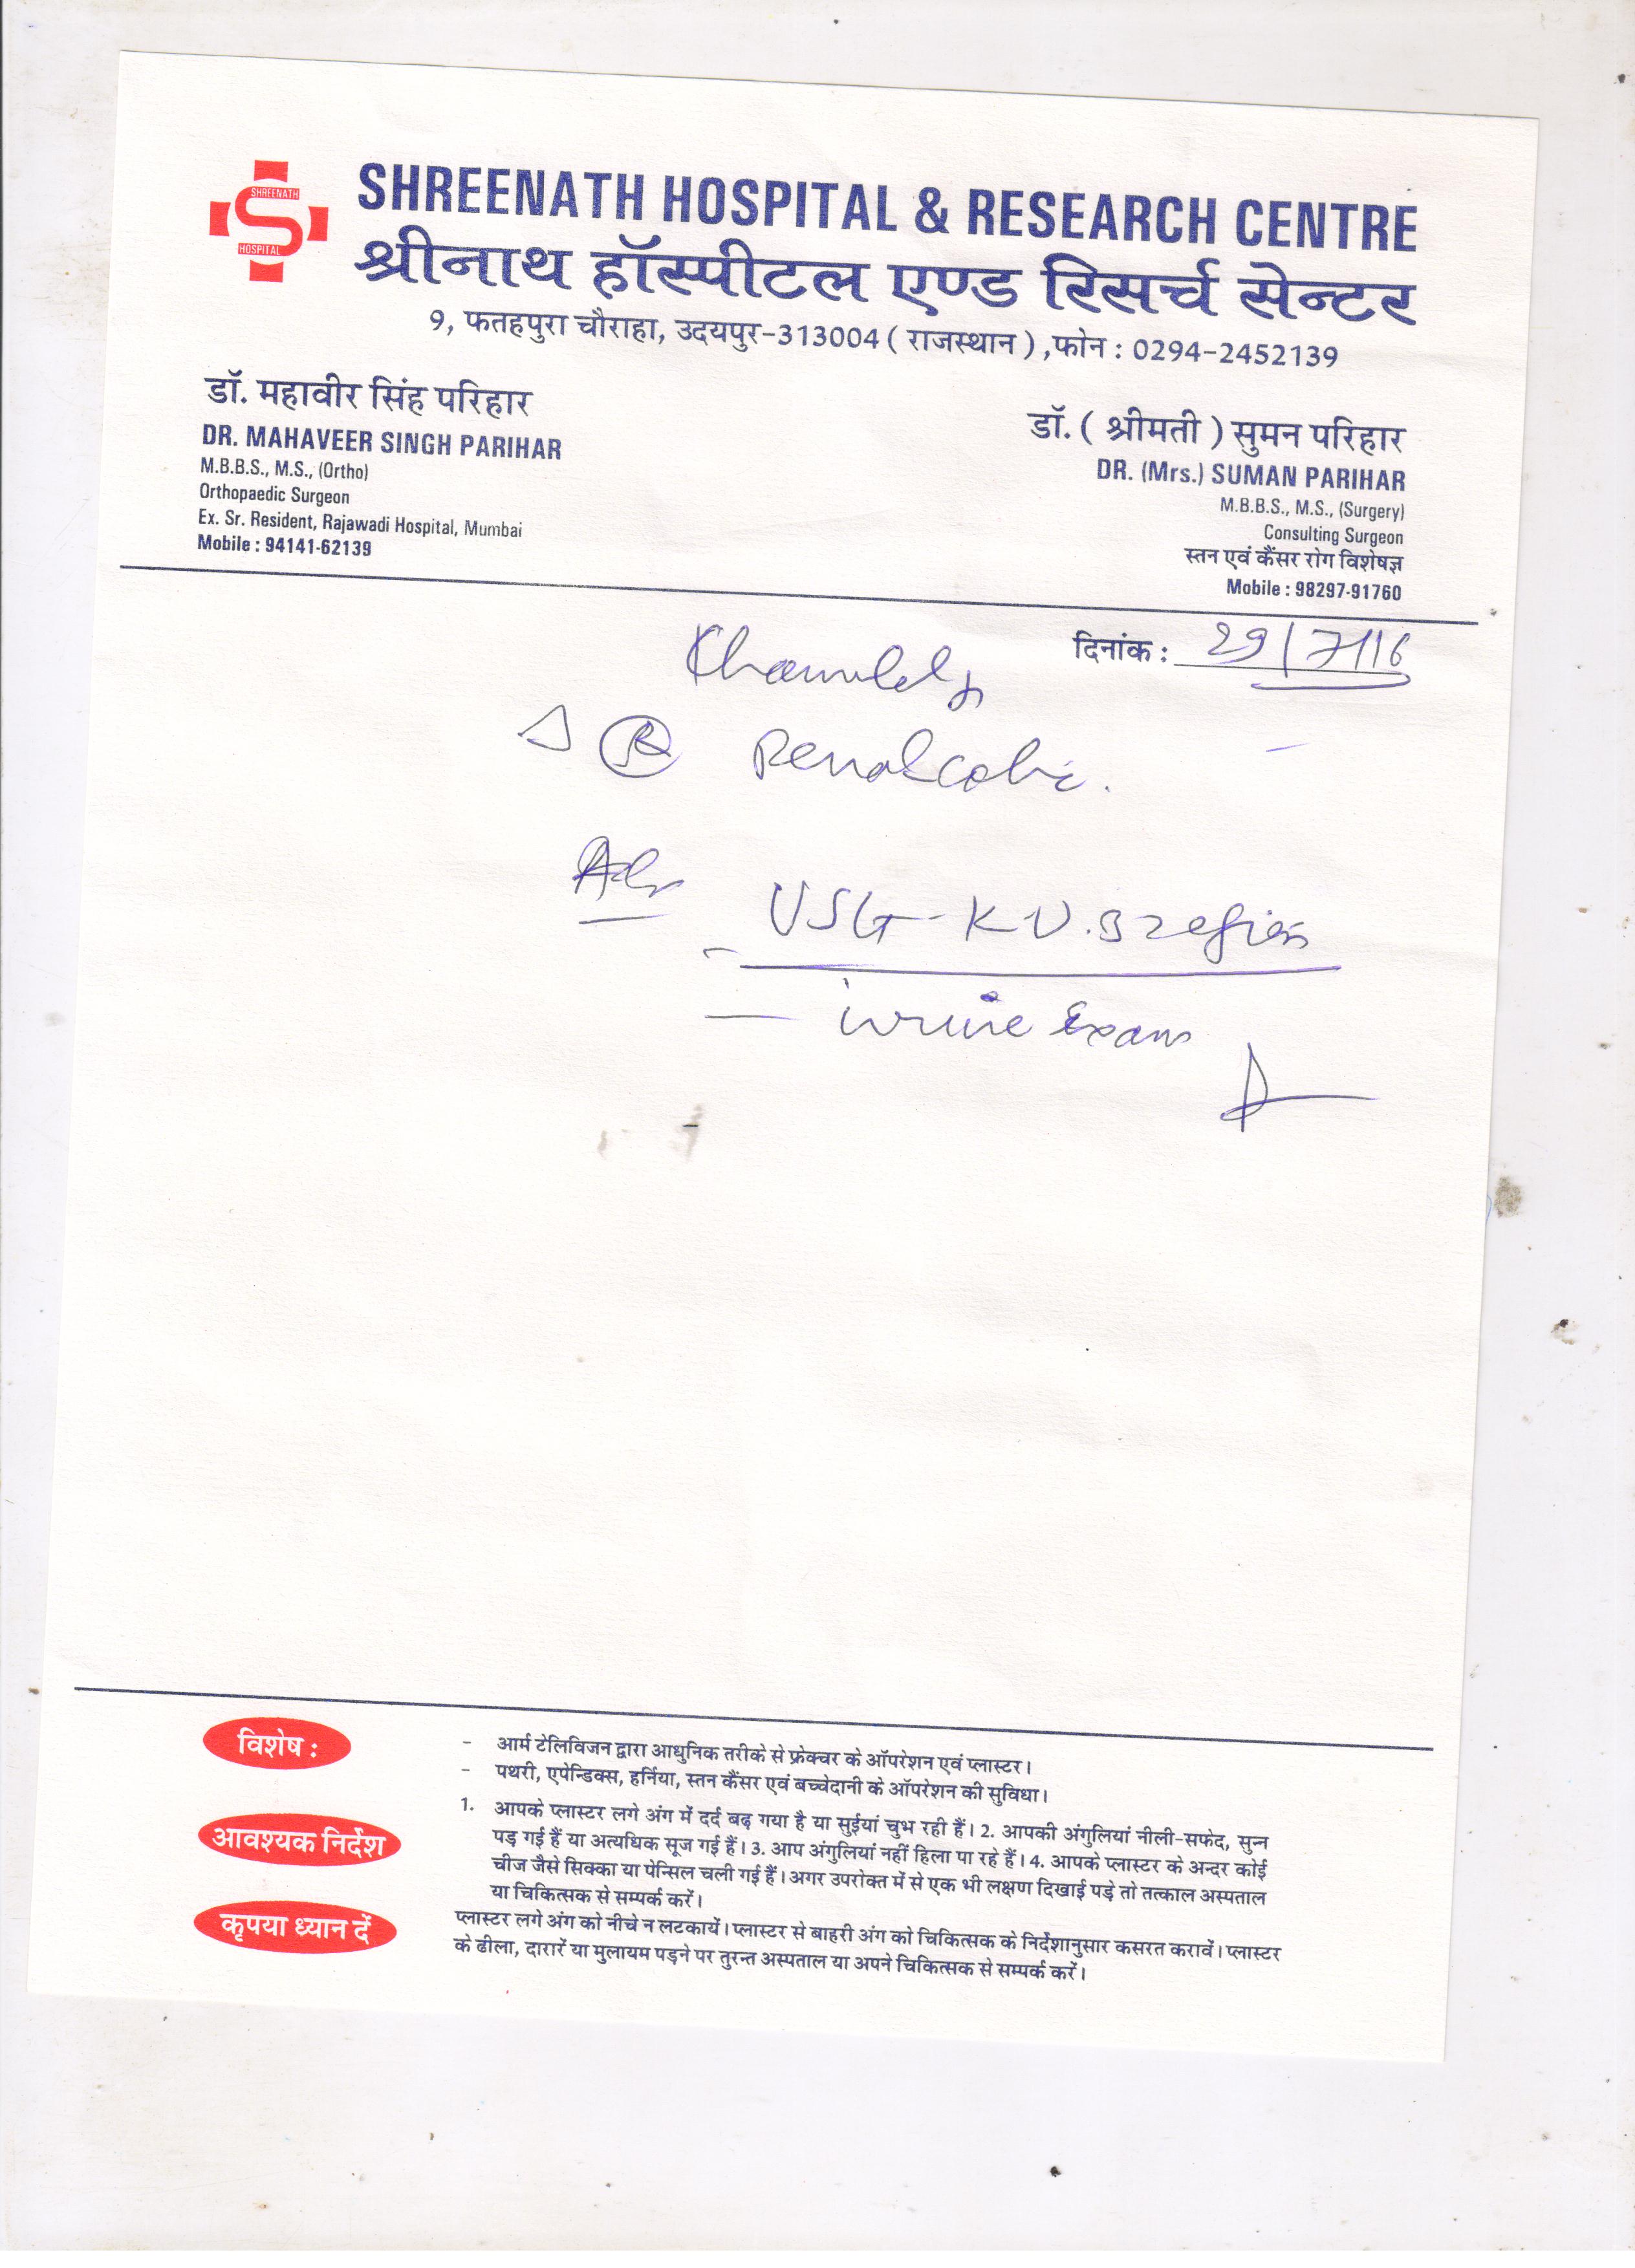 SHREENATH
HOSPITAL
SHREENATH HOSPITAL & RESEARCH CENTRE
श्रीनाथ हॉस्पीटल एण्ड रिसर्च सेन्टर
9, फतहपुरा चौराहा, उदयपुर-313004 ( राजस्थान ) ,फोन : 0294-2452139
डॉ. महावीर सिंह परिहार
DR. MAHAVEER SINGH PARIHAR
M.B.B.S., M.S., (Ortho)
Orthopaedic Surgeon
Ex. Sr. Resident, Rajawadi Hospital, Mumbai
Mobile : 94141-62139
डॉ. ( श्रीमती ) सुमन परिहार
DR. (Mrs.) SUMAN PARIHAR
M.B.B.S., M.S., (Surgery)
Consulting Surgeon
स्तन एवं कैंसर रोग विशेषज्ञ
Mobile : 98297-91760
दिनांक : 29/7/16
Δ Ⓡ Renal colic.
Adv
- USG - K U.B region
- urine Exam
विशेष :
- आर्म टेलिविजन द्वारा आधुनिक तरीके से फ्रेक्चर के ऑपरेशन एवं प्लास्टर।
- पथरी, एपेन्डिक्स, हर्निया, स्तन कैंसर एवं बच्चेदानी के ऑपरेशन की सुविधा।
आवश्यक निर्देश
1. आपके प्लास्टर लगे अंग में दर्द बढ़ गया है या सुईयां चुभ रही हैं। 2. आपकी अंगुलियां नीली-सफेद, सुन्न
पड़ गई हैं या अत्यधिक सूज गई हैं। 3. आप अंगुलियां नहीं हिला पा रहे हैं। 4. आपके प्लास्टर के अन्दर कोई
चीज जैसे सिक्का या पेन्सिल चली गई हैं। अगर उपरोक्त में से एक भी लक्षण दिखाई पड़े तो तत्काल अस्पताल
या चिकित्सक से सम्पर्क करें।
कृपया ध्यान दें
प्लास्टर लगे अंग को नीचे न लटकायें। प्लास्टर से बाहरी अंग को चिकित्सक के निर्देशानुसार कसरत करावें। प्लास्टर
के ढीला, दारारें या मुलायम पड़ने पर तुरन्त अस्पताल या अपने चिकित्सक से सम्पर्क करें।